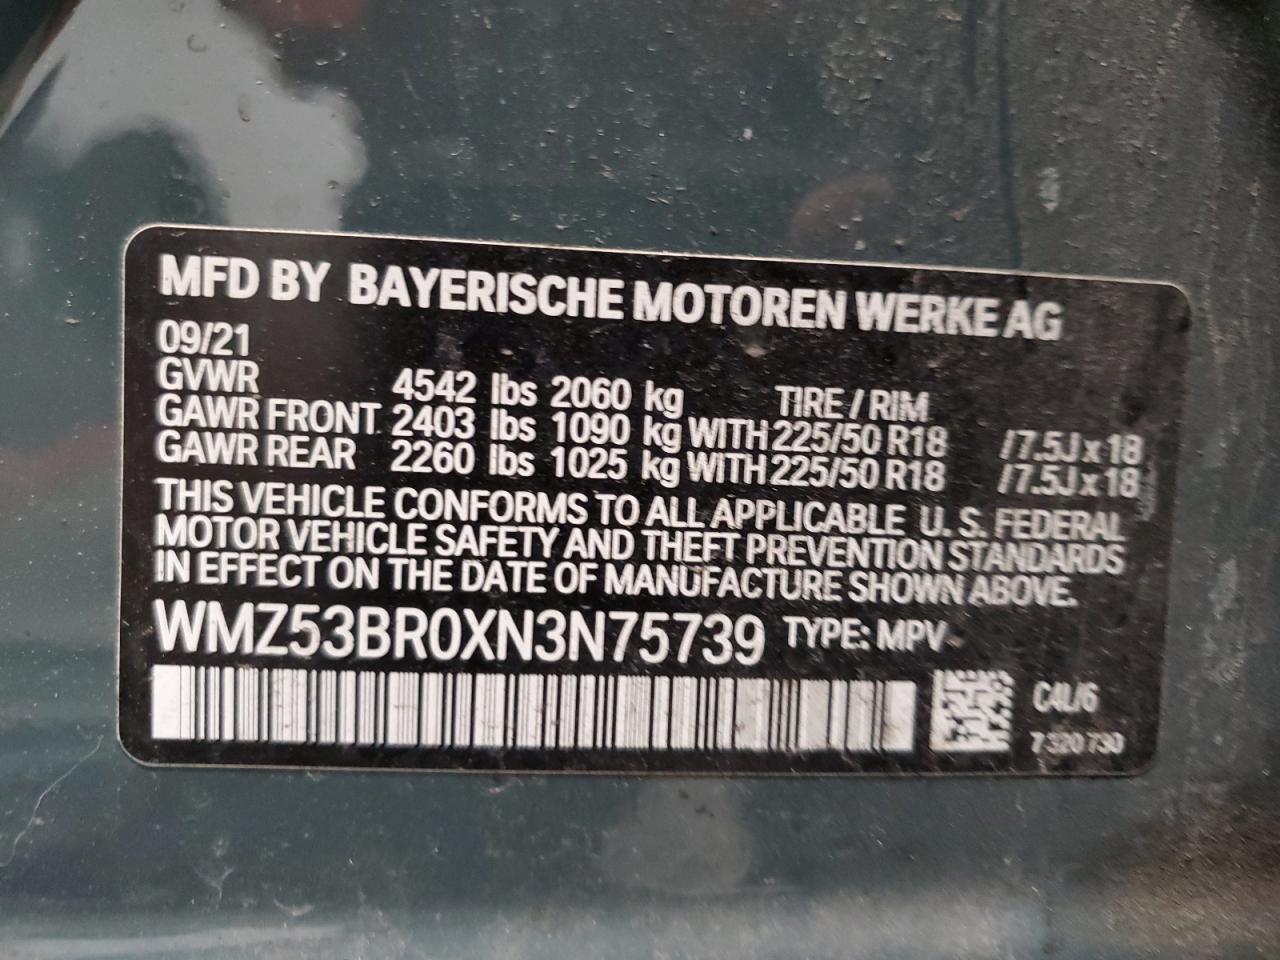 MFD BY BAYERISCHE MOTOREN WERKE AG
09/21
GVWR 4542 lbs 2060 kg TIRE / RIM
GAWR FRONT 2403 lbs 1090 kg WITH 225/50 R18 /7.5J x 18
GAWR REAR 2260 lbs 1025 kg WITH 225/50 R18 /7.5J x 18
THIS VEHICLE CONFORMS TO ALL APPLICABLE U. S. FEDERAL
MOTOR VEHICLE SAFETY AND THEFT PREVENTION STANDARDS
IN EFFECT ON THE DATE OF MANUFACTURE SHOWN ABOVE.
WMZ53BR0XN3N75739 TYPE: MPV
C4U/6
7 320 730